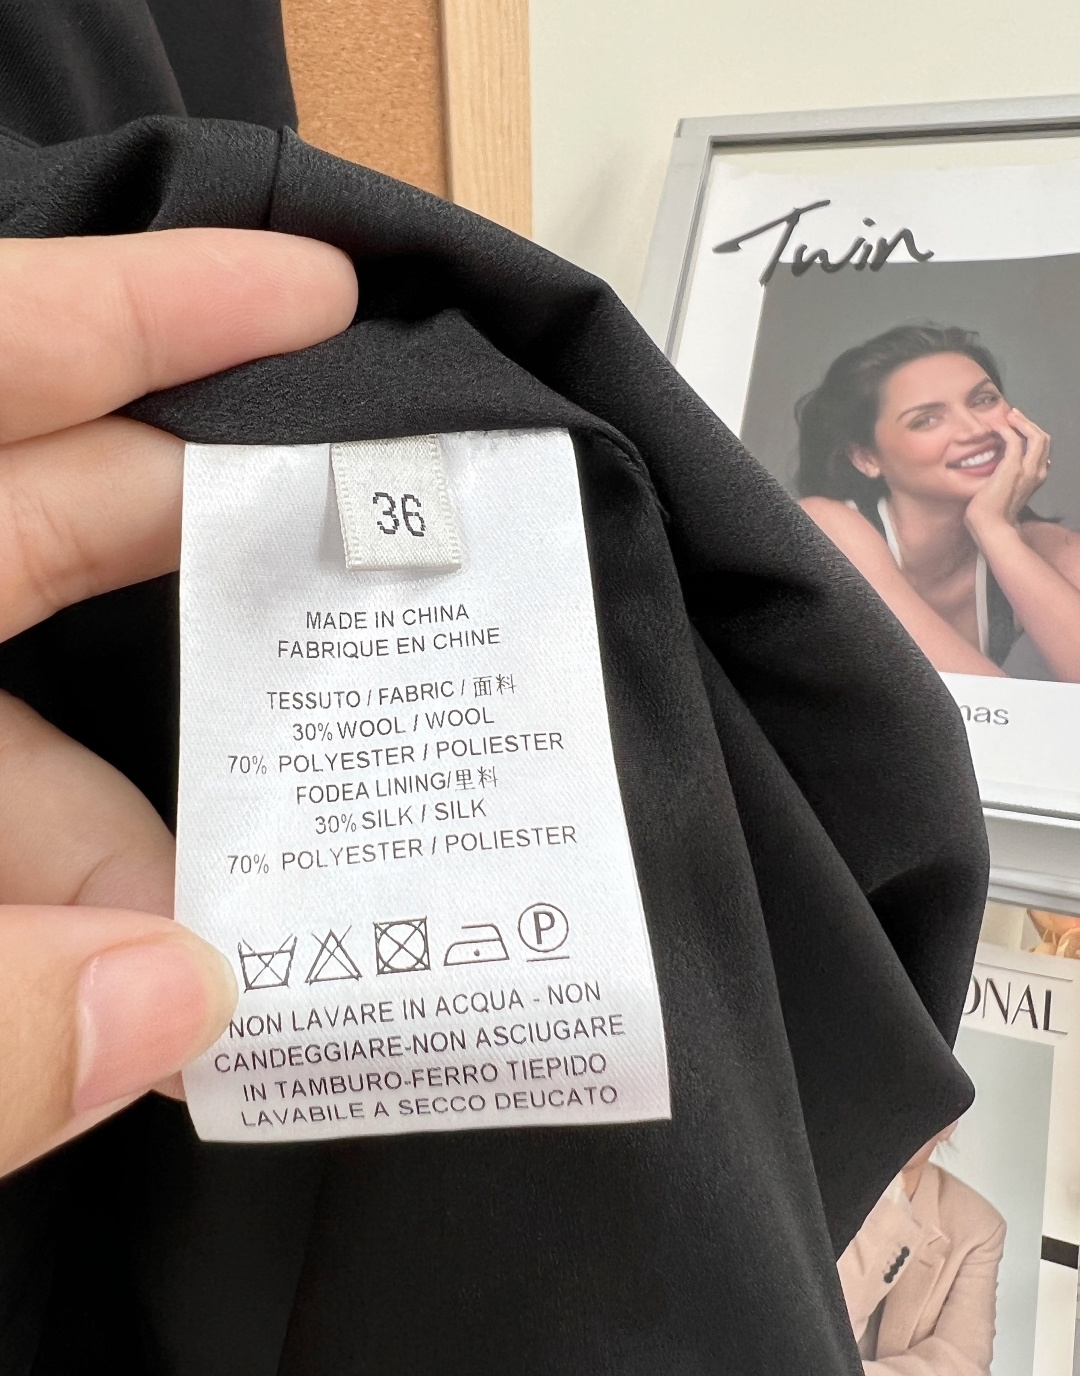 Twin
36
MADE IN CHINA
FABRIQUE EN CHINE
TESSUTO / FABRIC / 面料
30% WOOL / WOOL
70% POLYESTER / POLIESTER
FODEA LINING/里料
30% SILK / SILK
70% POLYESTER / POLIESTER
P
NON LAVARE IN ACQUA - NON
CANDEGGIARE-NON ASCIUGARE
IN TAMBURO-FERRO TIEPIDO
LAVABILE A SECCO DEUCATO